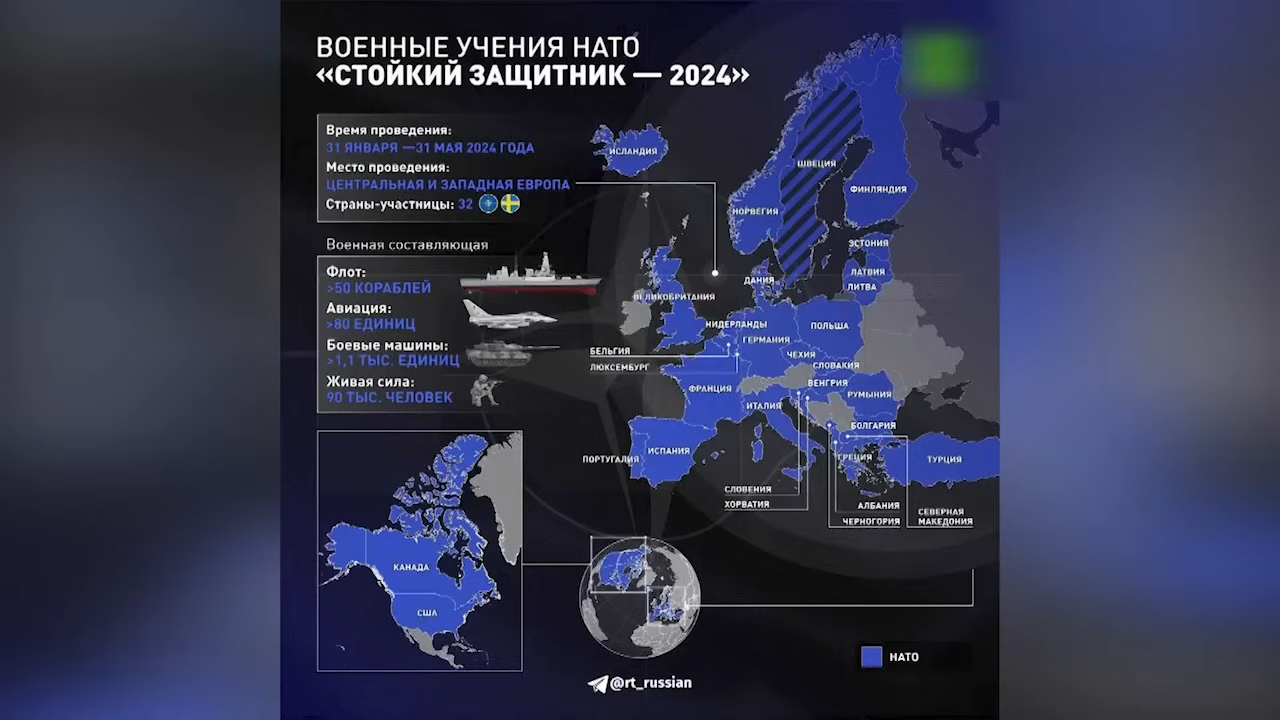 ВОЕННЫЕ УЧЕНИЯ НАТО
«СТОЙКИЙ ЗАЩИТНИК — 2024»
Время проведения:
31 ЯНВАРЯ —31 МАЯ 2024 ГОДА
Место проведения:
ЦЕНТРАЛЬНАЯ И ЗАПАДНАЯ ЕВРОПА
Страны-участницы: 32
Военная составляющая
Флот:
>50 КОРАБЛЕЙ
Авиация:
>80 ЕДИНИЦ
Боевые машины:
>1,1 ТЫС. ЕДИНИЦ
Живая сила:
90 ТЫС. ЧЕЛОВЕК
ИСЛАНДИЯ
ШВЕЦИЯ
ФИНЛЯНДИЯ
НОРВЕГИЯ
ЭСТОНИЯ
ЛАТВИЯ
ДАНИЯ
ЛИТВА
ВЕЛИКОБРИТАНИЯ
НИДЕРЛАНДЫ
ПОЛЬША
ГЕРМАНИЯ
БЕЛЬГИЯ
ЧЕХИЯ
ЛЮКСЕМБУРГ
СЛОВАКИЯ
ВЕНГРИЯ
ФРАНЦИЯ
РУМЫНИЯ
ИТАЛИЯ
БОЛГАРИЯ
ИСПАНИЯ
ПОРТУГАЛИЯ
ГРЕЦИЯ
ТУРЦИЯ
СЛОВЕНИЯ
ХОРВАТИЯ
АЛБАНИЯ
ЧЕРНОГОРИЯ
СЕВЕРНАЯ
МАКЕДОНИЯ
КАНАДА
США
НАТО
@rt_russian